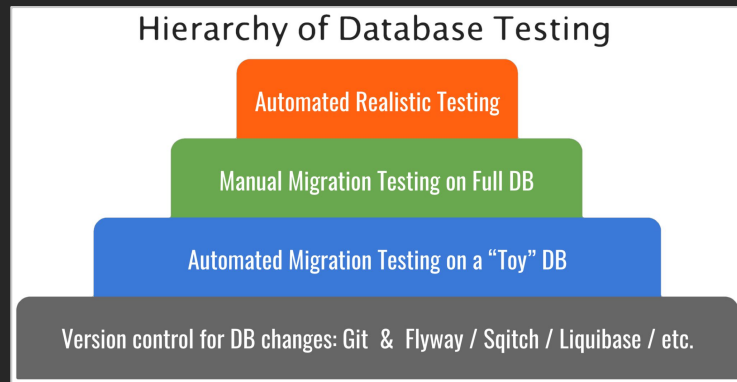 Hierarchy of Database Testing
Automated Realistic Testing
Manual Migration Testing on Full DB
Automated Migration Testing on a “Toy” DB
Version control for DB changes: Git & Flyway / Sqitch / Liquibase / etc.